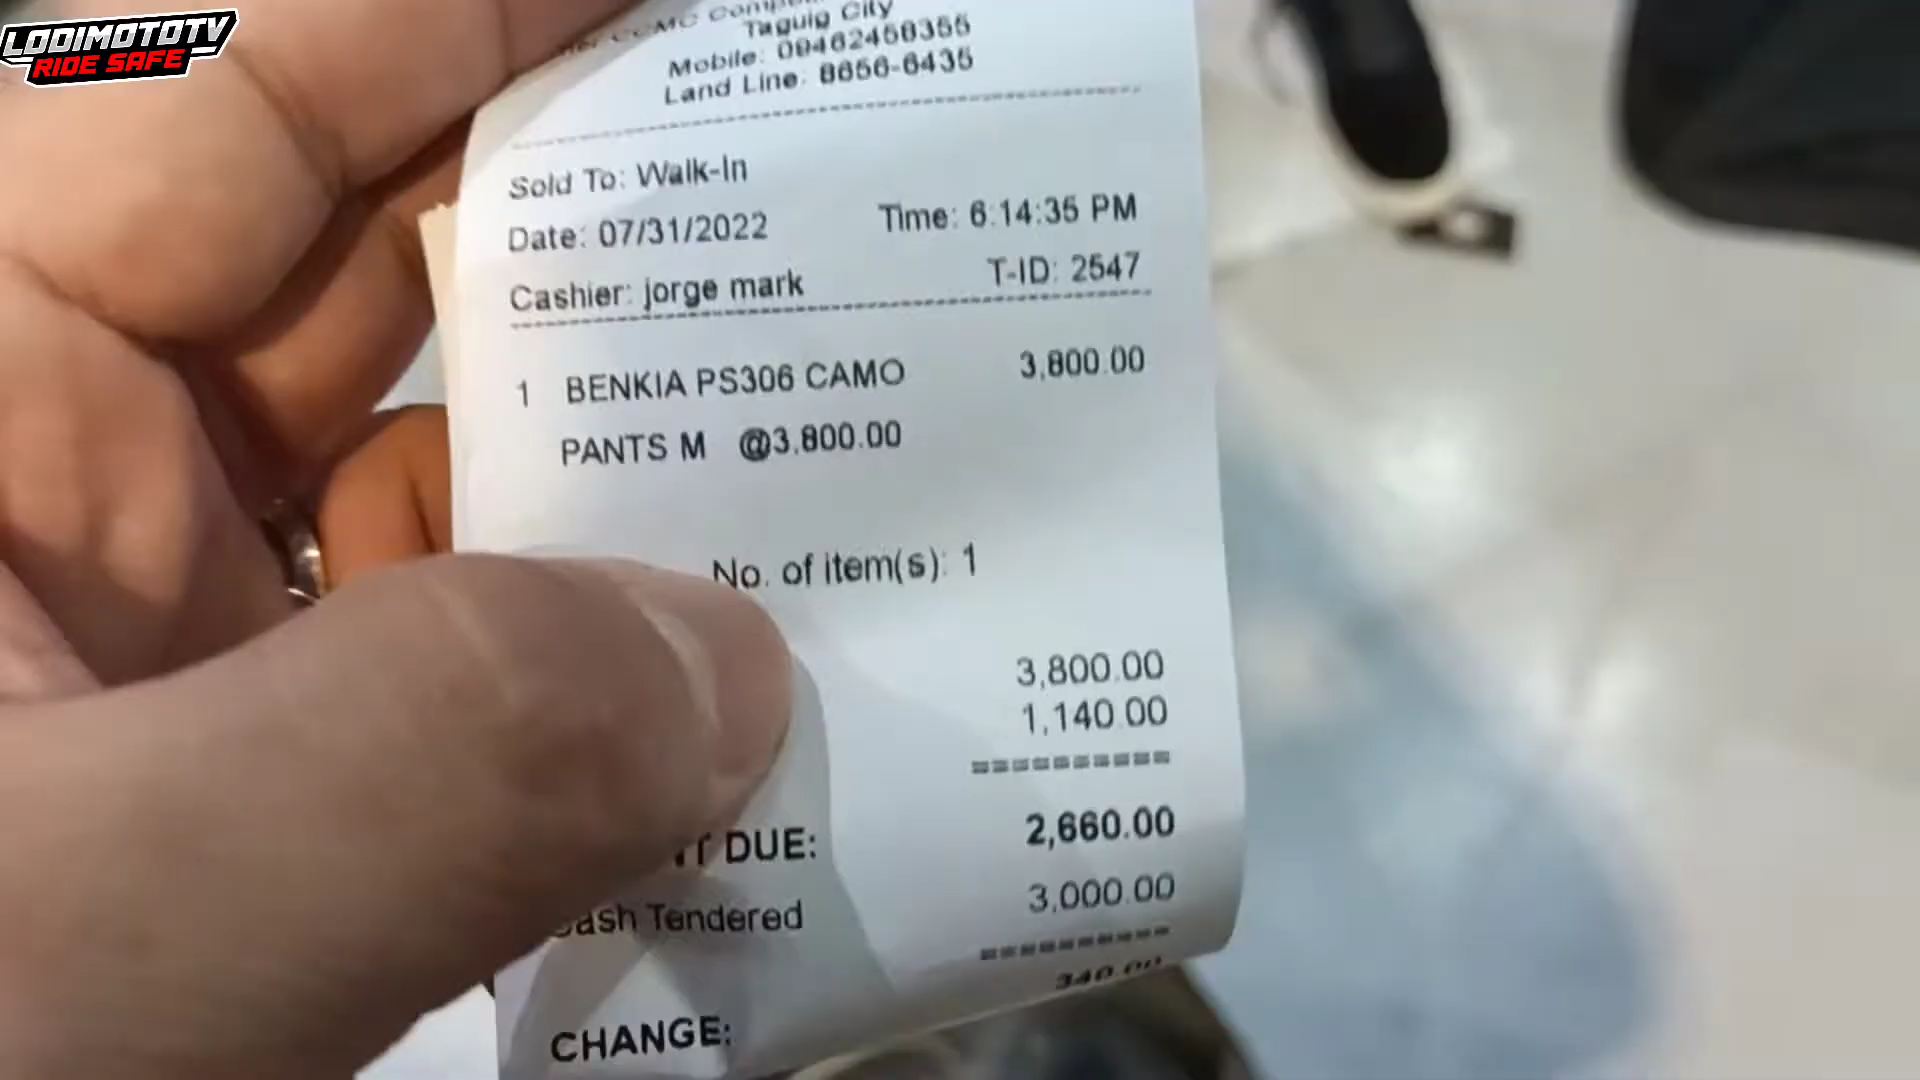 LODIMOTOTV
RIDE SAFE
CCMC
Taguig City
Mobile: 09462458355
Land Line: 8656-6435
Sold To: Walk-In
Date: 07/31/2022 Time: 6:14:35 PM
Cashier: jorge mark T-ID: 2547
1 BENKIA PS306 CAMO 3,800.00
PANTS M @3,800.00
No. of item(s): 1
3,800.00
1,140.00
==========
DUE: 2,660.00
Tendered 3,000.00
==========
340.00
CHANGE: